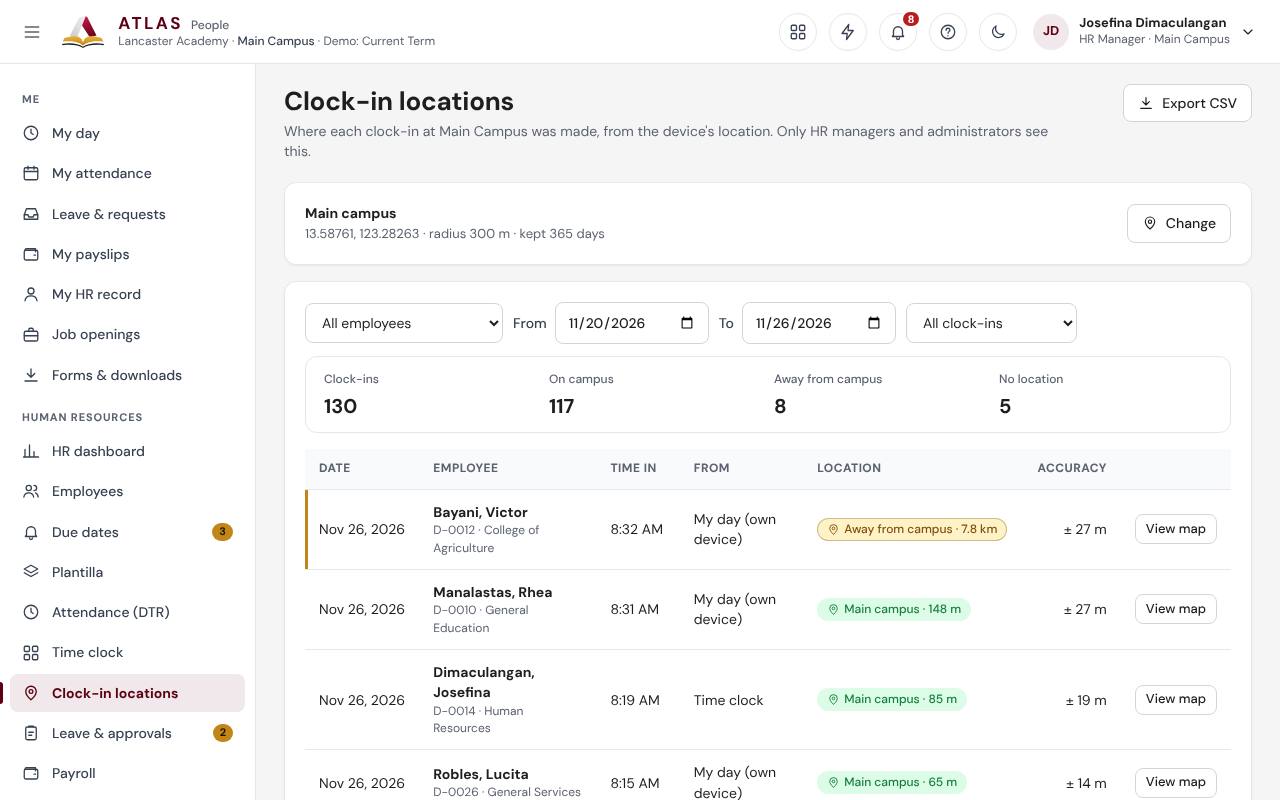 ATLAS People
Lancaster Academy · Main Campus · Demo: Current Term
8
JD
Josefina Dimaculangan
HR Manager · Main Campus
ME
My day
My attendance
Leave & requests
My payslips
My HR record
Job openings
Forms & downloads
HUMAN RESOURCES
HR dashboard
Employees
Due dates 3
Plantilla
Attendance (DTR)
Time clock
Clock-in locations
Leave & approvals 2
Payroll
Clock-in locations
Where each clock-in at Main Campus was made, from the device's location. Only HR managers and administrators see
this.
Export CSV
Main campus
13.58761, 123.28263 · radius 300 m · kept 365 days
Change
All employees From 11/20/2026 To 11/26/2026 All clock-ins
Clock-ins On campus Away from campus No location
130 117 8 5
DATE EMPLOYEE TIME IN FROM LOCATION ACCURACY
Nov 26, 2026
Bayani, Victor
D-0012 · College of
Agriculture
8:32 AM
My day (own
device)
Away from campus · 7.8 km
± 27 m
View map
Nov 26, 2026
Manalastas, Rhea
D-0010 · General
Education
8:31 AM
My day (own
device)
Main campus · 148 m
± 27 m
View map
Nov 26, 2026
Dimaculangan,
Josefina
D-0014 · Human
Resources
8:19 AM
Time clock
Main campus · 85 m
± 19 m
View map
Nov 26, 2026
Robles, Lucita
D-0026 · General Services
8:15 AM
My day (own
device)
Main campus · 65 m
± 14 m
View map